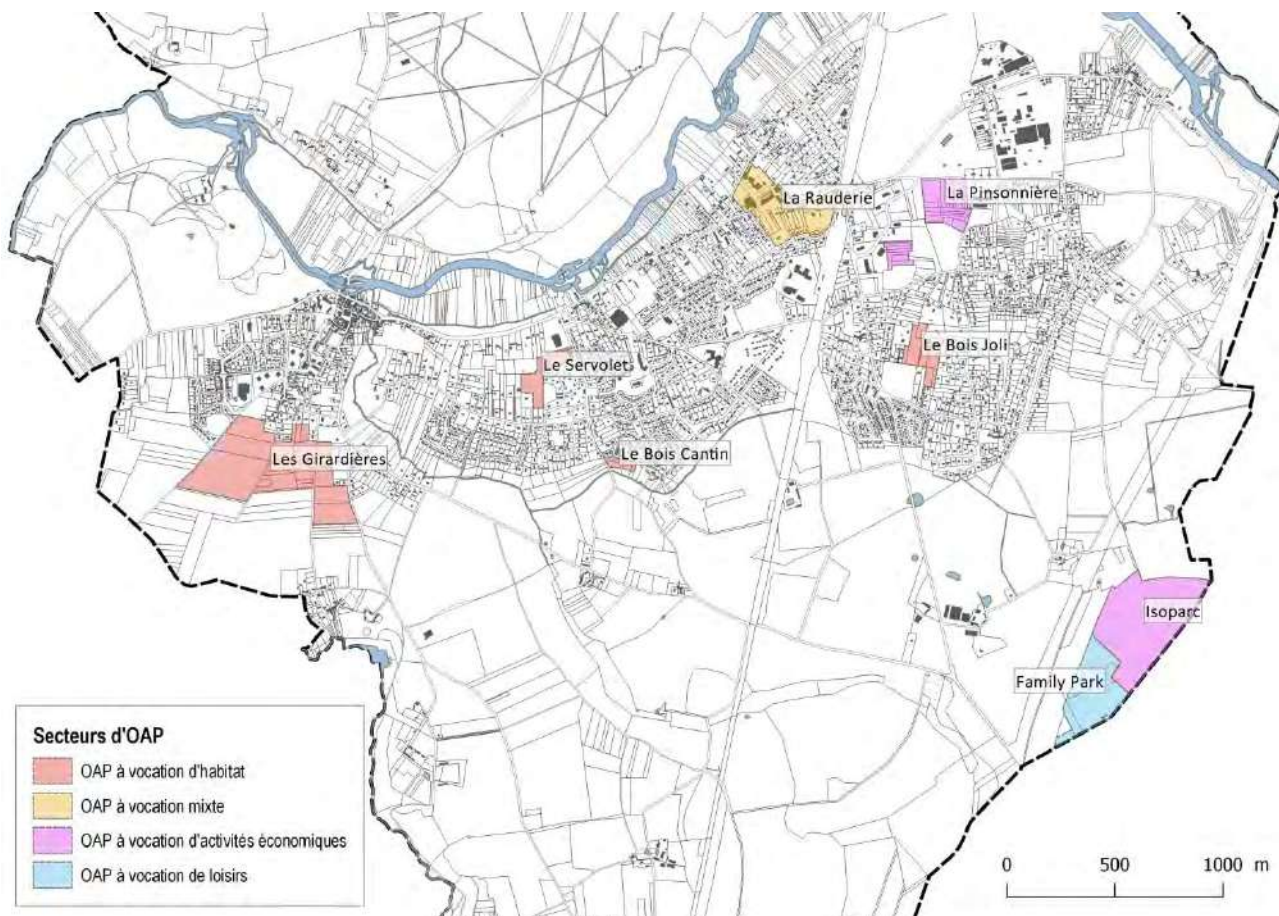 La Rauderie
La Pinsonnière
Le Bois Joli
Le Servolet
Le Bois Cantin
Les Girardières
Isoparc
Family Park
Secteurs d'OAP
OAP à vocation d'habitat
OAP à vocation mixte
OAP à vocation d'activités économiques
OAP à vocation de loisirs
0 500 1000 m